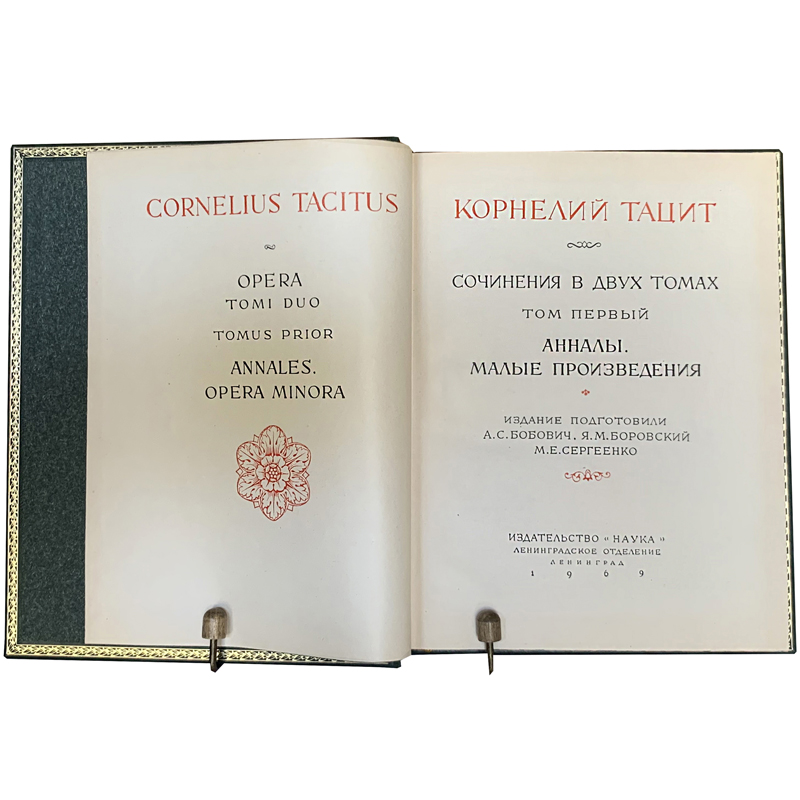 CORNELIUS TACITUS
OPERA
TOMI DUO
TOMUS PRIOR
ANNALES.
OPERA MINORA
КОРНЕЛИЙ ТАЦИТ
СОЧИНЕНИЯ В ДВУХ ТОМАХ
ТОМ ПЕРВЫЙ
АННАЛЫ.
МАЛЫЕ ПРОИЗВЕДЕНИЯ
ИЗДАНИЕ ПОДГОТОВИЛИ
А.С.БОБОВИЧ, Я.М.БОРОВСКИЙ
М.Е.СЕРГЕЕНКО
ИЗДАТЕЛЬСТВО «НАУКА»
ЛЕНИНГРАДСКОЕ ОТДЕЛЕНИЕ
ЛЕНИНГРАД
1969